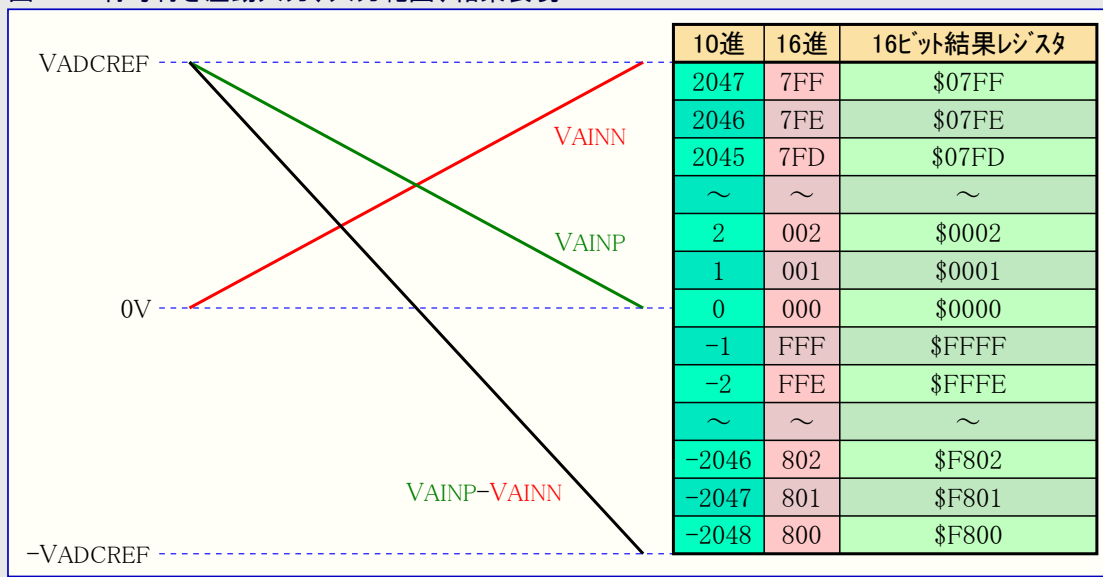 VADCREF
VAINN
VAINP
0V
VAINP-VAINN
-VADCREF
10進 16進 16ﾋﾞｯﾄ結果ﾚｼﾞｽﾀ
2047 7FF $07FF
2046 7FE $07FE
2045 7FD $07FD
～ ～ ～
2 002 $0002
1 001 $0001
0 000 $0000
-1 FFF $FFFF
-2 FFE $FFFE
～ ～ ～
-2046 802 $F802
-2047 801 $F801
-2048 800 $F800